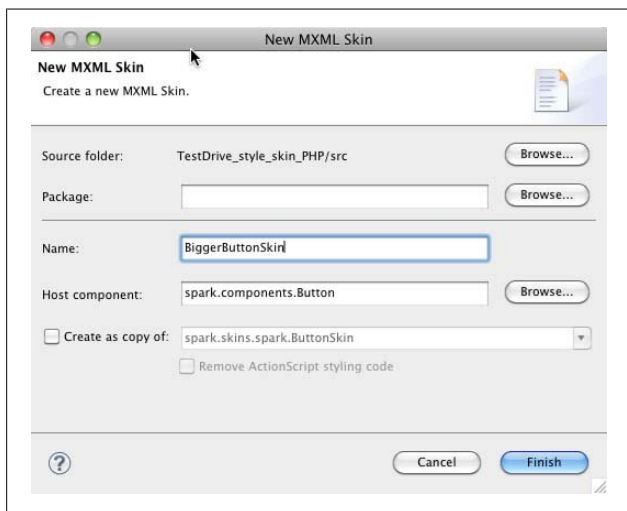 New MXML Skin
New MXML Skin
Create a new MXML Skin.
Source folder: TestDrive_style_skin_PHP/src Browse...
Package: Browse...
Name: BiggerButtonSkin
Host component: spark.components.Button Browse...
Create as copy of: spark.skins.spark.ButtonSkin
Remove ActionScript styling code
? Cancel Finish